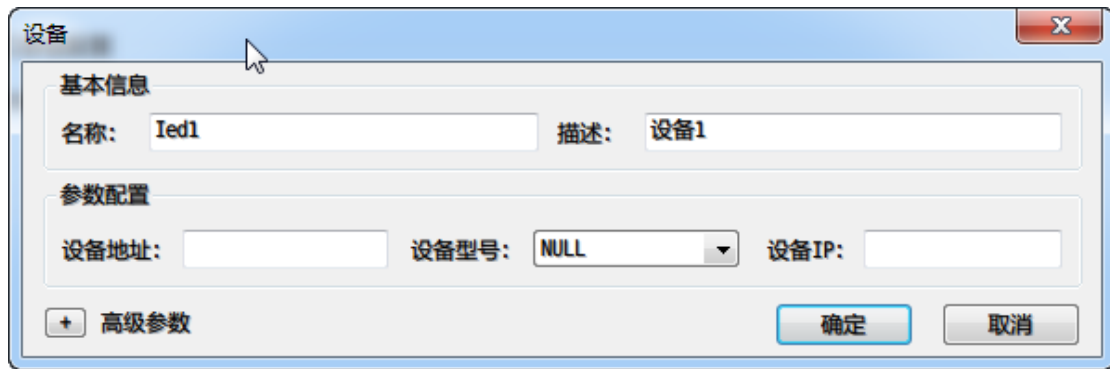 设备
基本信息
名称： Ied1 描述： 设备1
参数配置
设备地址： 设备型号： NULL 设备IP：
+ 高级参数 确定 取消